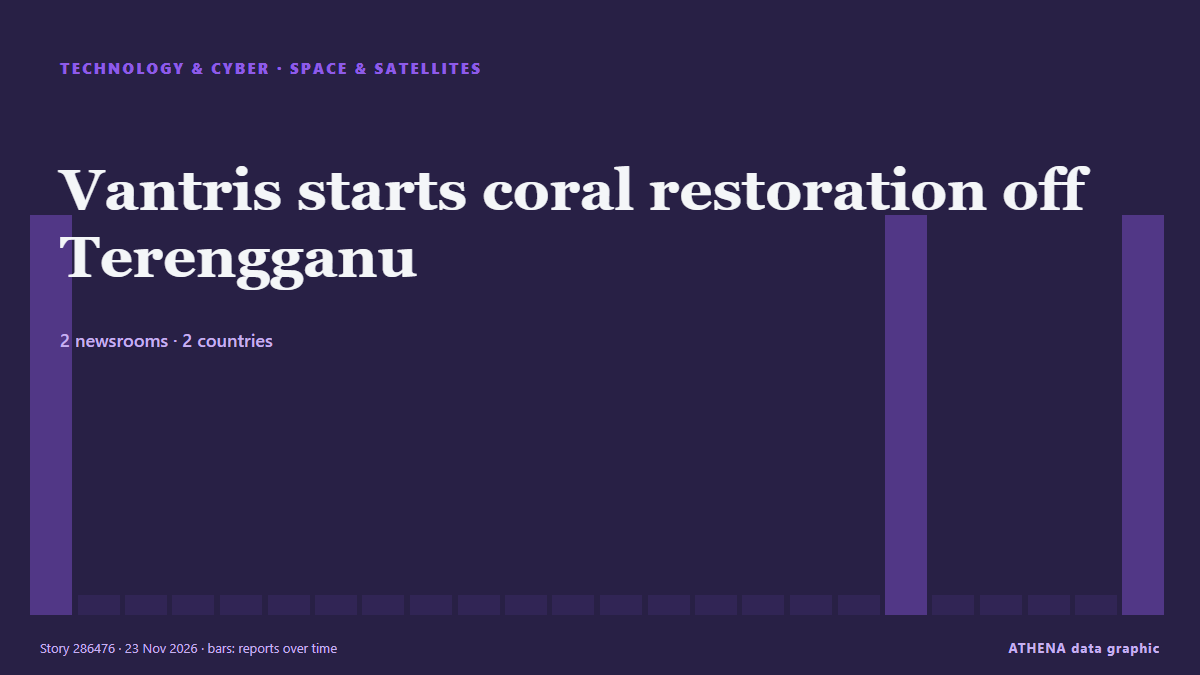 TECHNOLOGY & CYBER · SPACE & SATELLITES
Vantris starts coral restoration off
Terengganu
2 newsrooms · 2 countries
Story 286476 · 23 Nov 2026 · bars: reports over time
ATHENA data graphic